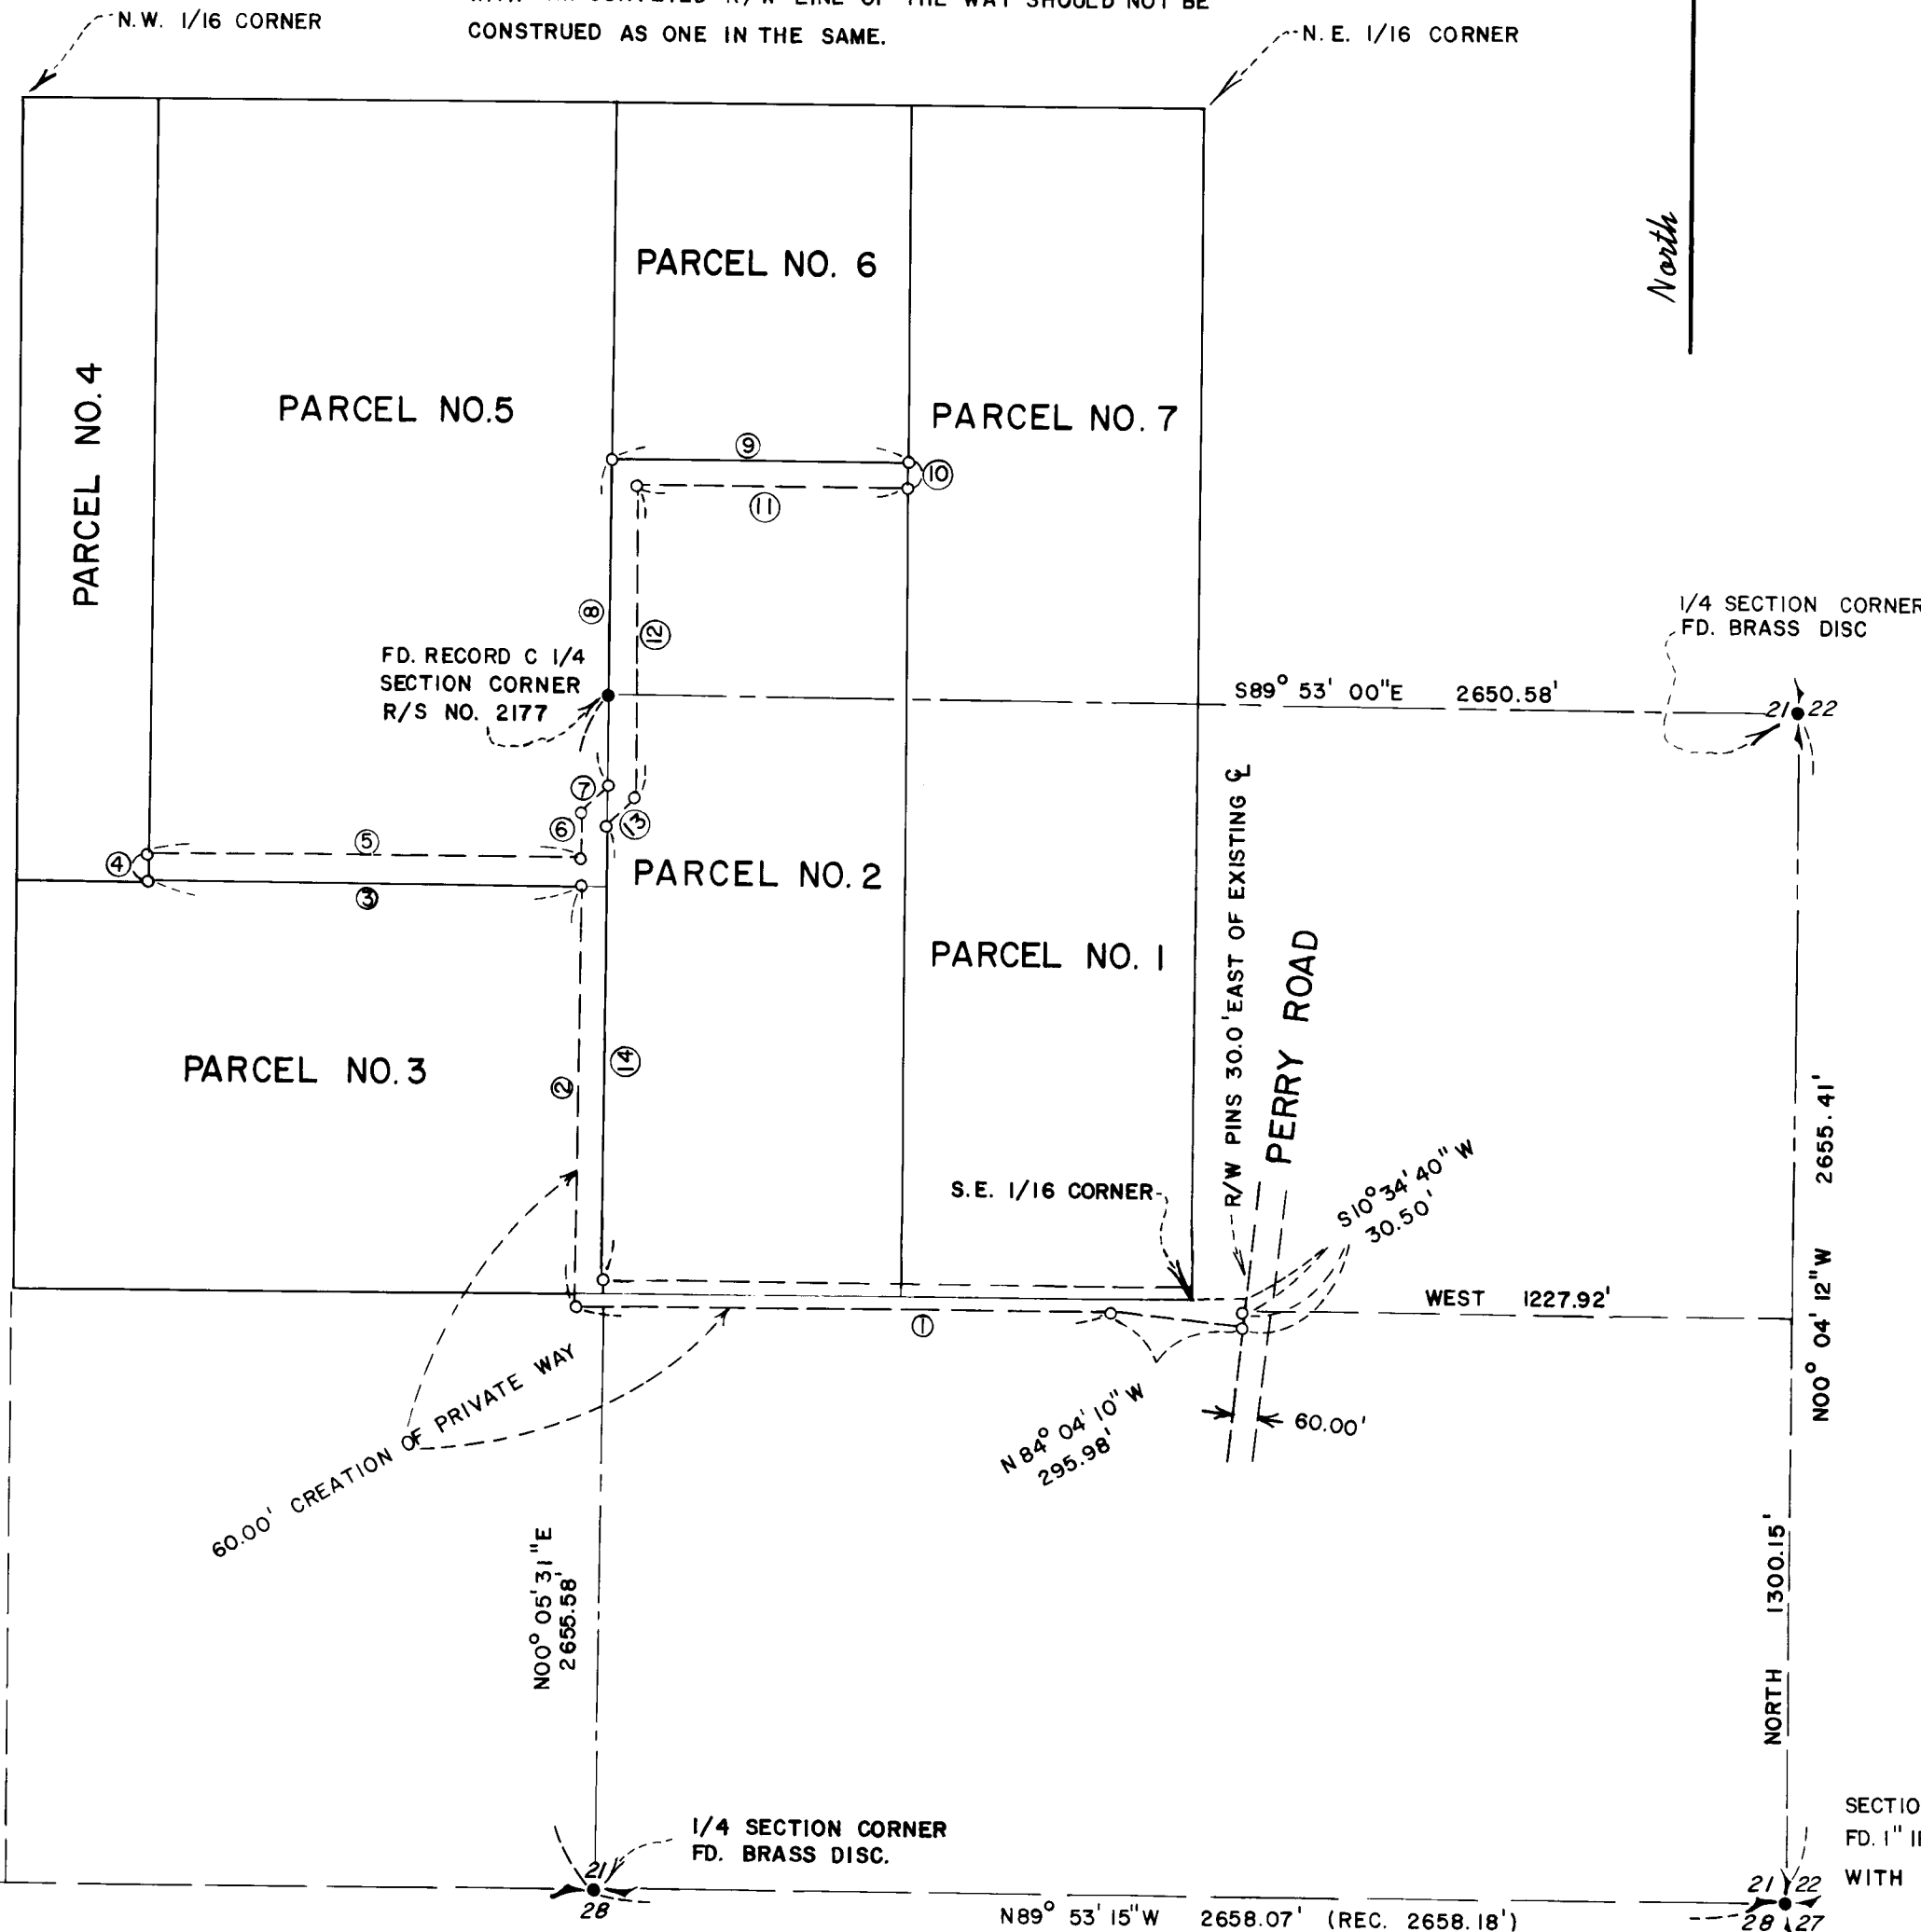 CONSTRUED AS ONE IN THE SAME.
N.W. 1/16 CORNER
N.E. 1/16 CORNER
North
PARCEL NO. 6
PARCEL NO. 4
PARCEL NO.5
PARCEL NO. 7
9
10
11
8
12
1/4 SECTION CORNER
FD. BRASS DISC
FD. RECORD C 1/4
SECTION CORNER
R/S NO. 2177
S89° 53' 00"E 2650.58'
21 22
7
6
13
5
4
3
PARCEL NO. 2
PARCEL NO. 1
R/W PINS 30.0' EAST OF EXISTING ℄
PERRY ROAD
PARCEL NO. 3
2
14
N00° 04' 12"W 2655.41'
S.E. 1/16 CORNER
S10° 34' 40" W
30.50'
WEST 1227.92'
1
60.00' CREATION OF PRIVATE WAY
N84° 04' 10" W
295.98'
60.00'
N00° 05' 31"E
2655.58'
NORTH 1300.15'
1/4 SECTION CORNER
FD. BRASS DISC.
21
28
N89° 53' 15"W 2658.07' (REC. 2658.18')
FD. 1"
WITH
21 22
28 27